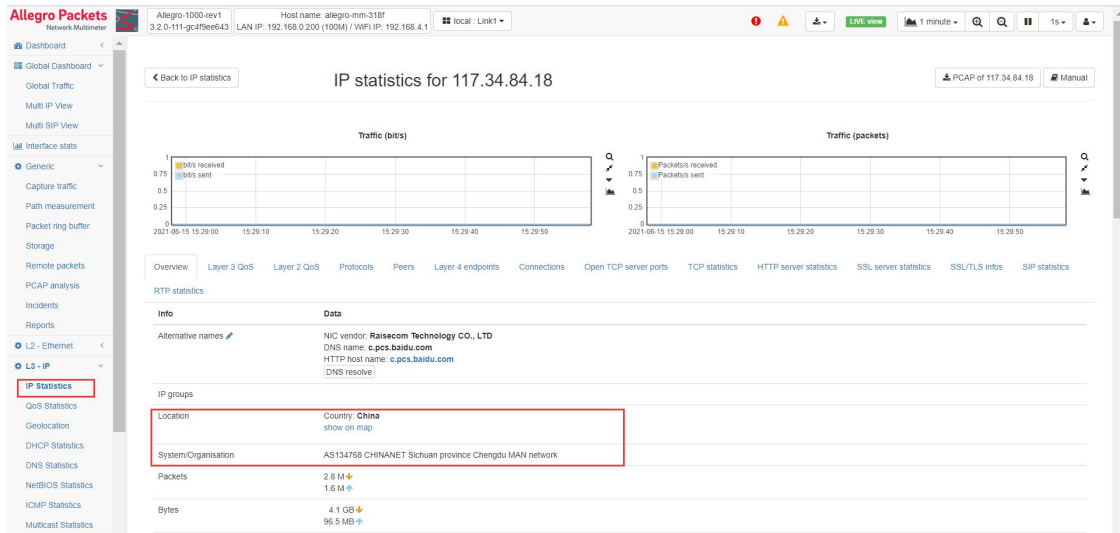 Allegro Packets
Network Multimeter
Allegro-1000-rev1
3.2.0-111-gc4f9ee643
Host name: allegro-mm-318f
LAN IP: 192.168.0.200 (100M) / WiFi IP: 192.168.4.1
local : Link1
LIVE view
1 minute
1s
Dashboard
Global Dashboard
Global Traffic
Multi IP View
Multi SIP View
Interface stats
Generic
Capture traffic
Path measurement
Packet ring buffer
Storage
Remote packets
PCAP analysis
Incidents
Reports
L2 - Ethernet
L3 - IP
IP Statistics
QoS Statistics
Geolocation
DHCP Statistics
DNS Statistics
NetBIOS Statistics
ICMP Statistics
Multicast Statistics
Back to IP statistics
IP statistics for 117.34.84.18
PCAP of 117.34.84.18
Manual
Traffic (bit/s)
1
0.75
0.5
0.25
0
bit/s received
bit/s sent
2021-06-15 15:29:00 15:29:10 15:29:20 15:29:30 15:29:40 15:29:50
Traffic (packets)
1
0.75
0.5
0.25
0
Packets/s received
Packets/s sent
2021-06-15 15:29:00 15:29:10 15:29:20 15:29:30 15:29:40 15:29:50
Overview Layer 3 QoS Layer 2 QoS Protocols Peers Layer 4 endpoints Connections Open TCP server ports TCP statistics HTTP server statistics SSL server statistics SSL/TLS infos SIP statistics
RTP statistics
Info Data
Alternative names NIC vendor: Raisecom Technology CO., LTD
DNS name: c.pcs.baidu.com
HTTP host name: c.pcs.baidu.com
DNS resolve
IP groups
Location Country: China
show on map
System/Organisation AS134768 CHINANET Sichuan province Chengdu MAN network
Packets 2.8 M
1.6 M
Bytes 4.1 GB
96.5 MB